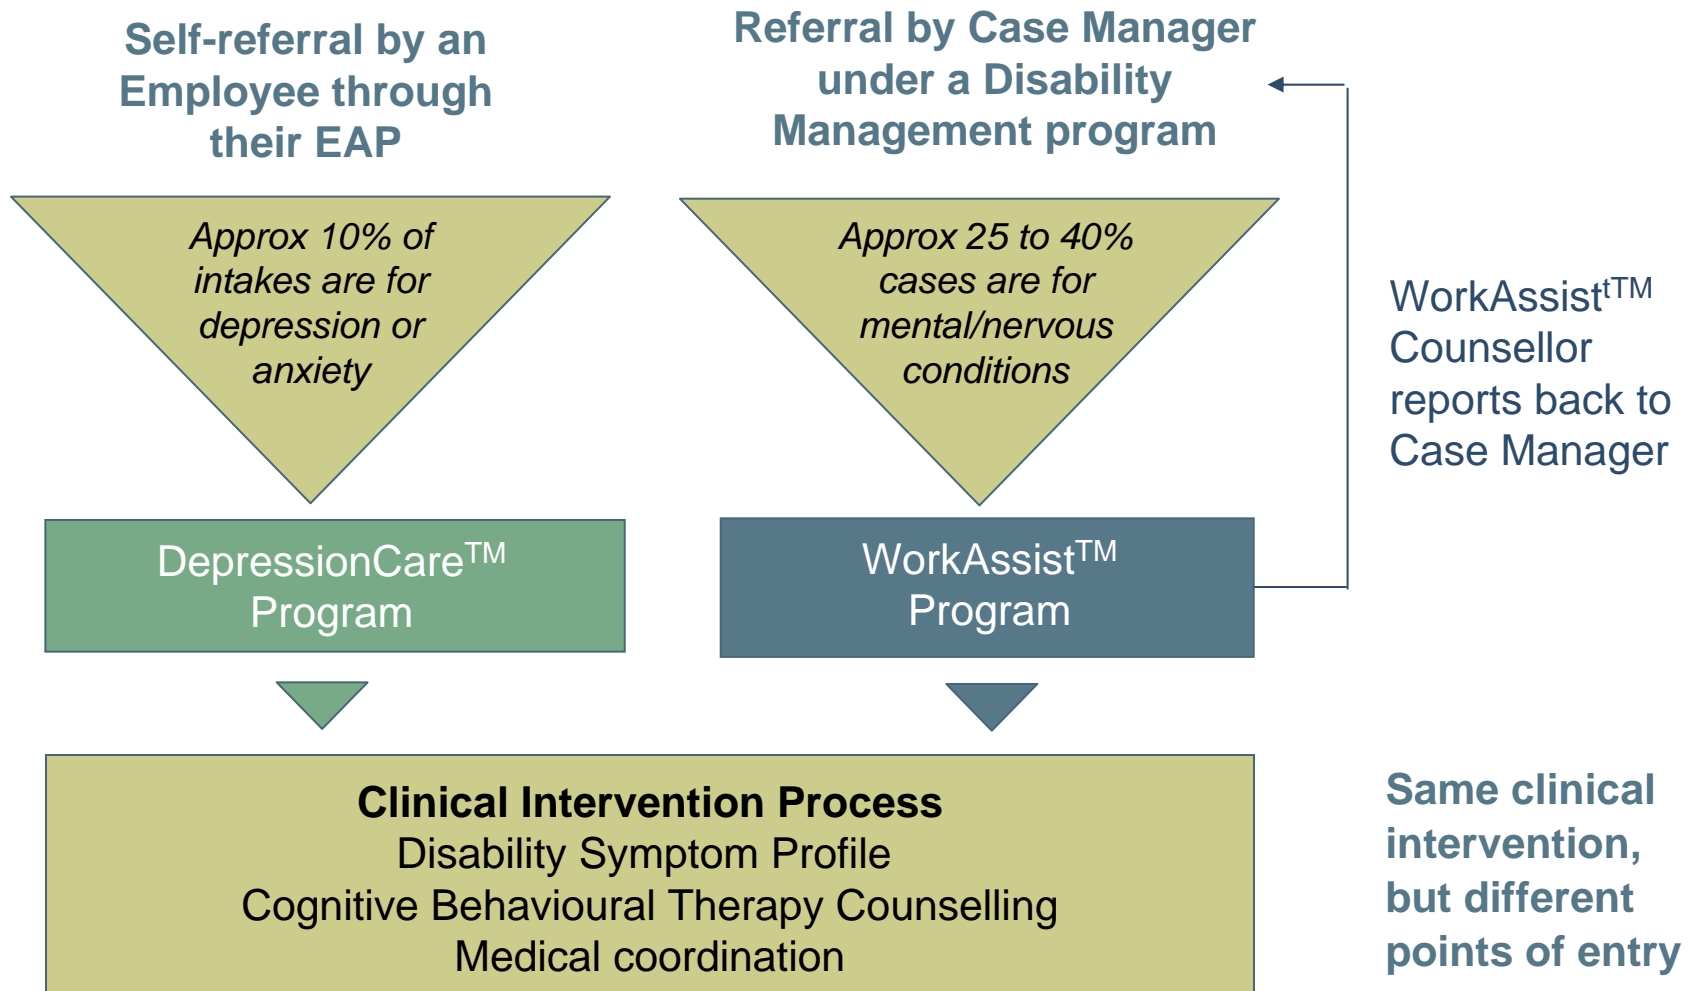 Self-referral by an
Employee through
their EAP
Referral by Case Manager
under a Disability
Management program
Approx 10% of
intakes are for
depression or
anxiety
Approx 25 to 40%
cases are for
mental/nervous
conditions
WorkAssisttTM
Counsellor
reports back to
Case Manager
DepressionCareTM
Program
WorkAssistTM
Program
Clinical Intervention Process
Disability Symptom Profile
Cognitive Behavioural Therapy Counselling
Medical coordination
Same clinical
intervention,
but different
points of entry